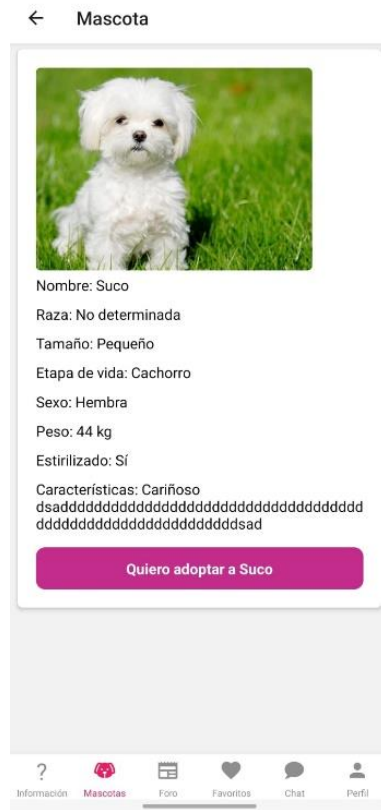 Mascota
Nombre: Suco
Raza: No determinada
Tamaño: Pequeño
Etapa de vida: Cachorro
Sexo: Hembra
Peso: 44 kg
Estirilizado: Sí
Características: Cariñoso
dsadddddddddddddddddddddddddddddddddddd
ddddddddddddddddddddddddsad
Quiero adoptar a Suco
?
Información Mascotas Foro Favoritos Chat Perfil